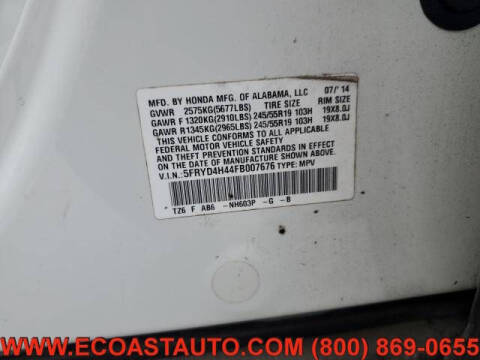 MFD. BY HONDA MFG. OF ALABAMA, LLC 07/'14
GVWR 2575KG(5677LBS) TIRE SIZE RIM SIZE
GAWR F 1320KG(2910LBS) 245/55R19 103H 19X8.0J
GAWR R1345KG(2965LBS) 245/55R19 103H 19X8.0J
THIS VEHICLE CONFORMS TO ALL APPLICABLE
FEDERAL MOTOR VEHICLE SAFETY, BUMPER, AND
THEFT PREVENTION STANDARDS IN EFFECT ON THE
DATE OF MANUFACTURE SHOWN ABOVE.
V.I.N.:5FRYD4H44FB007676 TYPE: MPV
TZ6 F AB6 -NH603P -G -B
WWW.ECOASTAUTO.COM (800) 869-0655